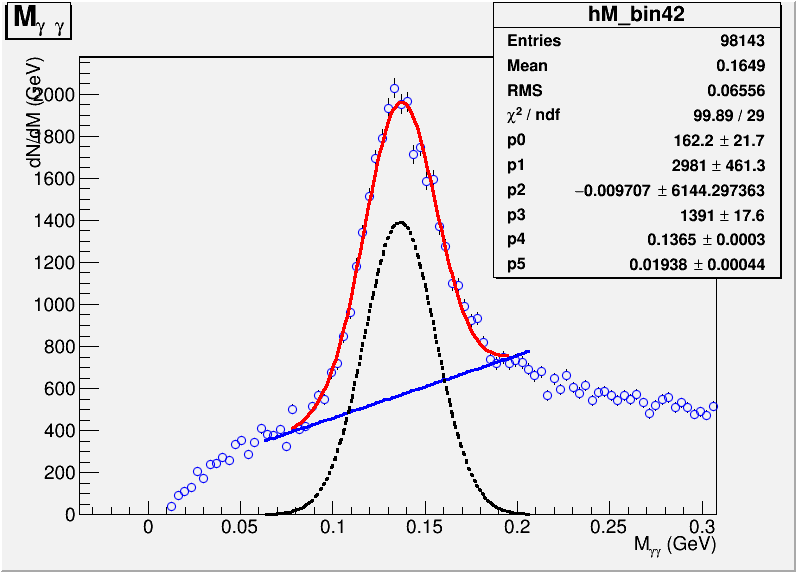 Mγ γ
hM_bin42
Entries 98143
Mean 0.1649
RMS 0.06556
χ² / ndf 99.89 / 29
p0 162.2 ± 21.7
p1 2981 ± 461.3
p2 −0.009707 ± 6144.297363
p3 1391 ± 17.6
p4 0.1365 ± 0.0003
p5 0.01938 ± 0.00044
dN/dM (GeV)
2000
1800
1600
1400
1200
1000
800
600
400
200
0
0 0.05 0.1 0.15 0.2 0.25 0.3
Mγγ (GeV)